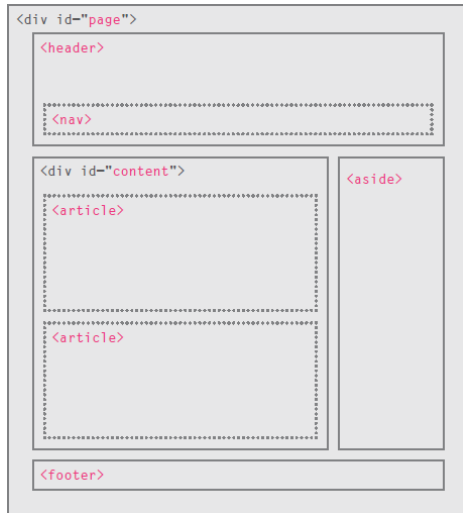 <div id="page">
<header>
<nav>
<div id="content">
<article>
<article>
<aside>
<footer>